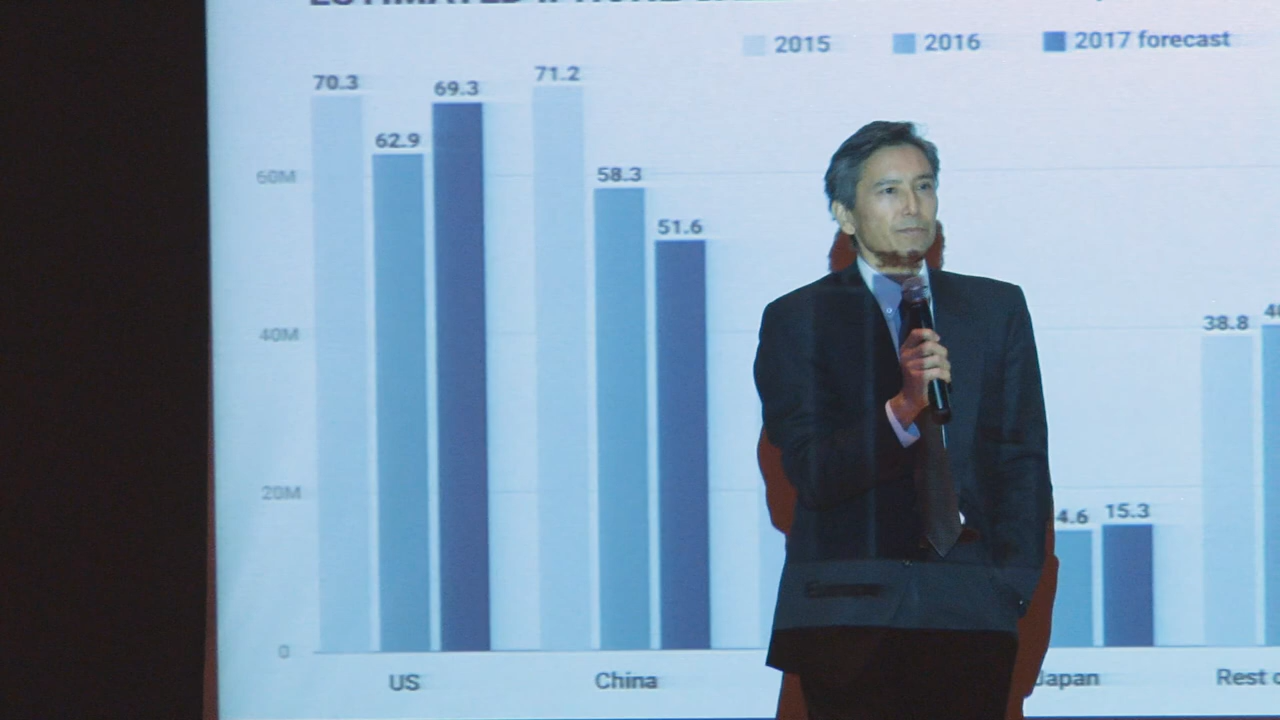 2015 2016 2017 forecast
70.3 62.9 69.3 71.2 58.3 51.6
60M
40M
20M
0
38.8
15.3
US China Japan Rest